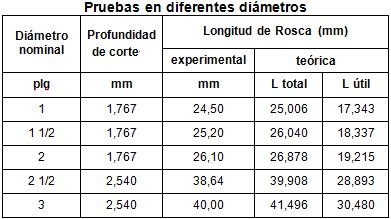 Pruebas en diferentes diámetros
Diámetro nominal Profundidad de corte Longitud de Rosca (mm)
experimental teórica
plg mm mm L total L útil
1 1,767 24,50 25,006 17,343
1 1/2 1,767 25,20 26,040 18,337
2 1,767 26,10 26,878 19,215
2 1/2 2,540 38,64 39,908 28,893
3 2,540 40,00 41,496 30,480